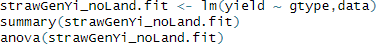 strawGenYi_noLand.fit <- lm(yield ~ gtype,data)
summary(strawGenYi_noLand.fit)
anova(strawGenYi_noLand.fit)